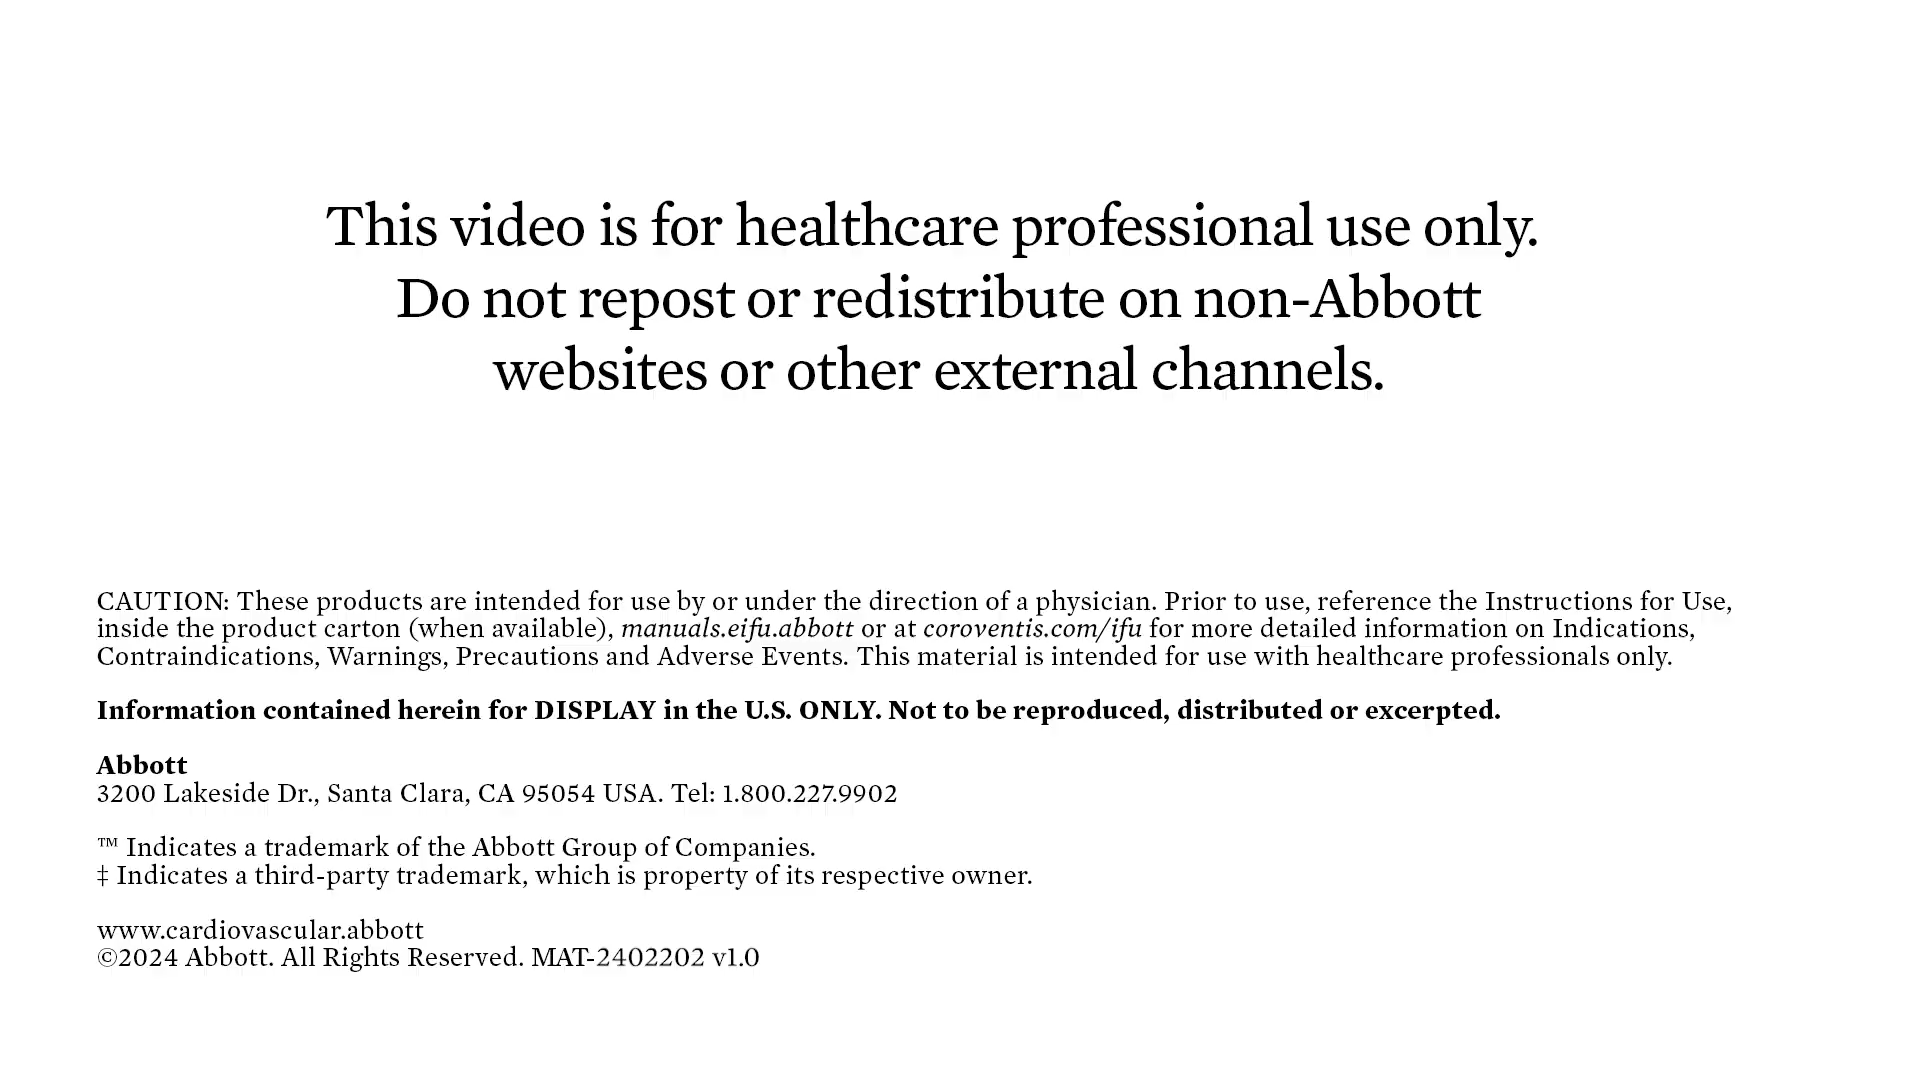 This video is for healthcare professional use only.
Do not repost or redistribute on non-Abbott
websites or other external channels.
CAUTION: These products are intended for use by or under the direction of a physician. Prior to use, reference the Instructions for Use,
inside the product carton (when available), manuals.eifu.abbott or at coroventis.com/ifu for more detailed information on Indications,
Contraindications, Warnings, Precautions and Adverse Events. This material is intended for use with healthcare professionals only.
Information contained herein for DISPLAY in the U.S. ONLY. Not to be reproduced, distributed or excerpted.
Abbott
3200 Lakeside Dr., Santa Clara, CA 95054 USA. Tel: 1.800.227.9902
™ Indicates a trademark of the Abbott Group of Companies.
‡ Indicates a third-party trademark, which is property of its respective owner.
www.cardiovascular.abbott
©2024 Abbott. All Rights Reserved. MAT-2402202 v1.0